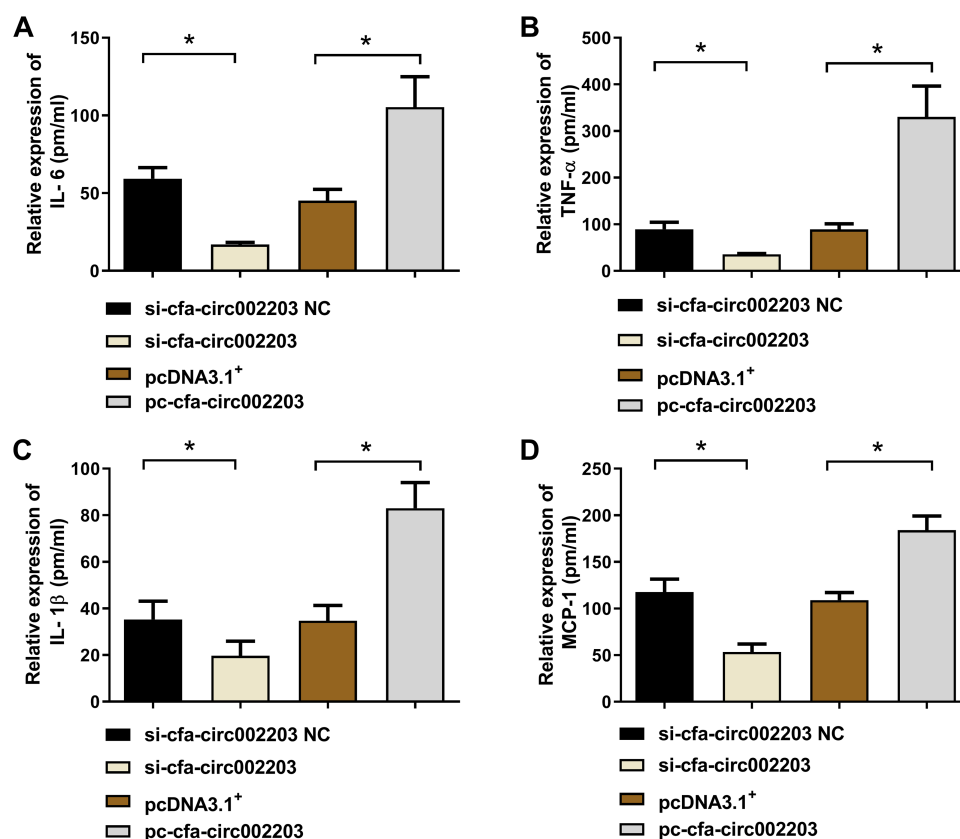 A
Relative expression of
IL- 6 (pm/ml)
150
100
50
0
*
*
si-cfa-circ002203 NC
si-cfa-circ002203
pcDNA3.1⁺
pc-cfa-circ002203
B
Relative expression of
TNF-α (pm/ml)
500
400
300
200
100
0
*
*
si-cfa-circ002203 NC
si-cfa-circ002203
pcDNA3.1⁺
pc-cfa-circ002203
C
Relative expression of
IL- 1β (pm/ml)
100
80
60
40
20
0
*
*
si-cfa-circ002203 NC
si-cfa-circ002203
pcDNA3.1⁺
pc-cfa-circ002203
D
Relative expression of
MCP-1 (pm/ml)
250
200
150
100
50
0
*
*
si-cfa-circ002203 NC
si-cfa-circ002203
pcDNA3.1⁺
pc-cfa-circ002203